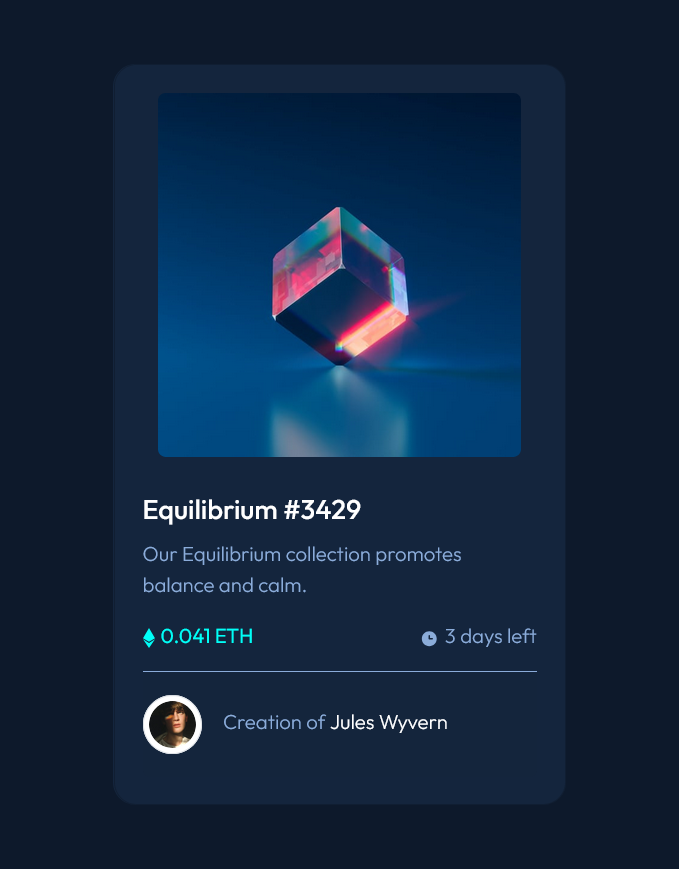 Equilibrium #3429
Our Equilibrium collection promotes
balance and calm.
0.041 ETH
3 days left
Creation of Jules Wyvern